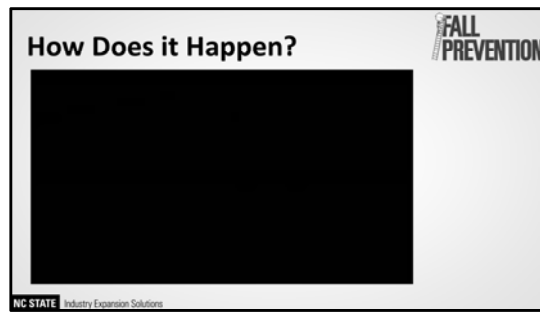 How Does it Happen?
FALL
PREVENTION
NC STATE Industry Expansion Solutions